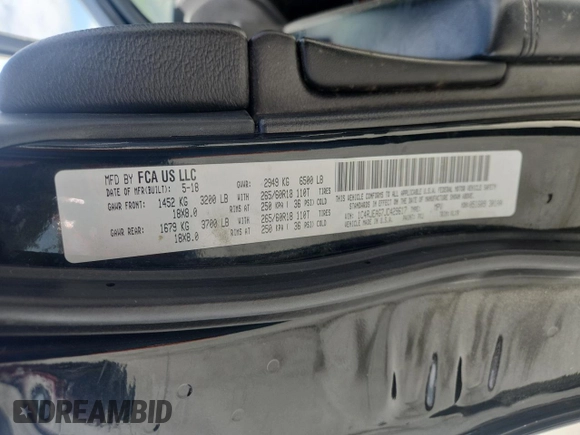 MFD BY FCA US LLC
DATE OF MFR(BUILT): 5-18 GVWR: 2949 KG 6500 LB
GAWR FRONT: 1452 KG 3200 LB WITH 265/60R18 110T TIRES
18X8.0 RIMS AT 250 KPA ( 36 PSI) COLD
GAWR REAR: 1679 KG 3700 LB WITH 265/60R18 110T TIRES
18X8.0 RIMS AT 250 KPA ( 36 PSI) COLD
THIS VEHICLE CONFORMS TO ALL APPLICABLE U.S.A. FEDERAL MOTOR VEHICLE SAFETY
STANDARDS IN EFFECT ON THE DATE OF MANUFACTURE SHOWN ABOVE.
VIN:
MADE IN U.S.A.
DREAMBID